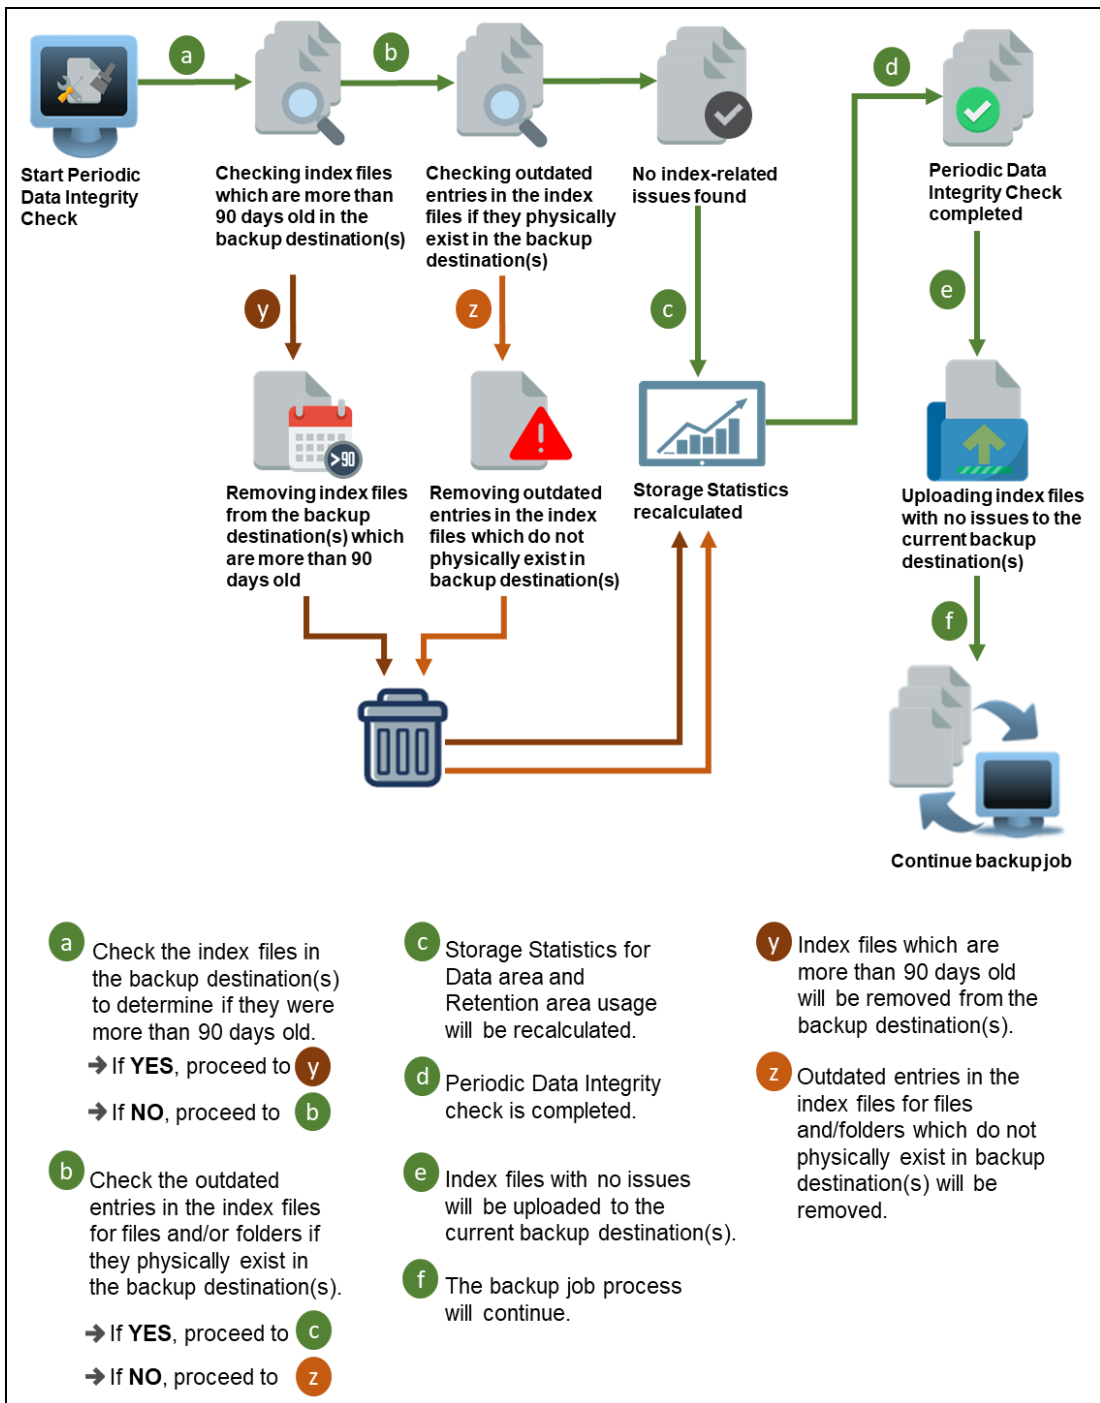 a
b
d
Start Periodic
Data Integrity
Check
Checking index files
which are more than
90 days old in the
backup destination(s)
Checking outdated
entries in the index
files if they physically
exist in the backup
destination(s)
No index-related
issues found
Periodic Data
Integrity Check
completed
y
z
c
e
>90
Removing index files
from the backup
destination(s) which
are more than 90
days old
Removing outdated
entries in the index
files which do not
physically exist in
backup destination(s)
Storage Statistics
recalculated
Uploading index files
with no issues to the
current backup
destination(s)
f
Continue backup job
a
Check the index files in
the backup destination(s)
to determine if they were
more than 90 days old.
➔ If YES, proceed to y
➔ If NO, proceed to b
b
Check the outdated
entries in the index files
for files and/or folders if
they physically exist in
the backup destination(s).
➔ If YES, proceed to c
➔ If NO, proceed to z
c
Storage Statistics for
Data area and
Retention area usage
will be recalculated.
d
Periodic Data Integrity
check is completed.
e
Index files with no issues
will be uploaded to the
current backup destination(s).
f
The backup job process
will continue.
y
Index files which are
more than 90 days old
will be removed from the
backup destination(s).
z
Outdated entries in the
index files for files
and/folders which do not
physically exist in backup
destination(s) will be
removed.